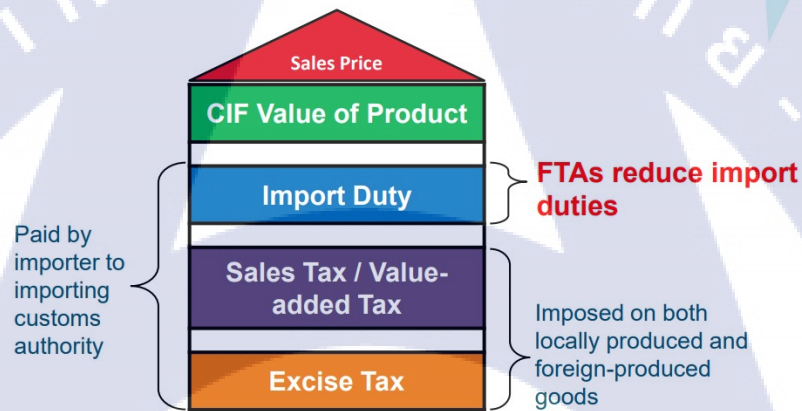 Sales Price
CIF Value of Product
Import Duty
FTAs reduce import
duties
Paid by
importer to
importing
customs
authority
Sales Tax / Value-
added Tax
Imposed on both
locally produced and
foreign-produced
goods
Excise Tax